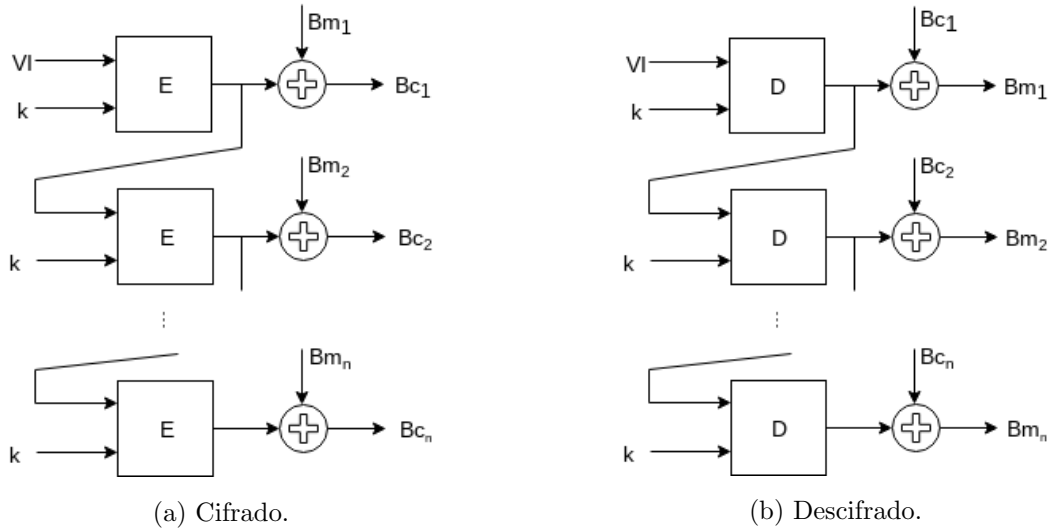 Bm1
VI
E
k
Bc1
Bm2
E
k
Bc2
Bmn
E
k
Bcn
(a) Cifrado.
Bc1
VI
D
k
Bm1
Bc2
D
k
Bm2
Bcn
D
k
Bmn
(b) Descifrado.